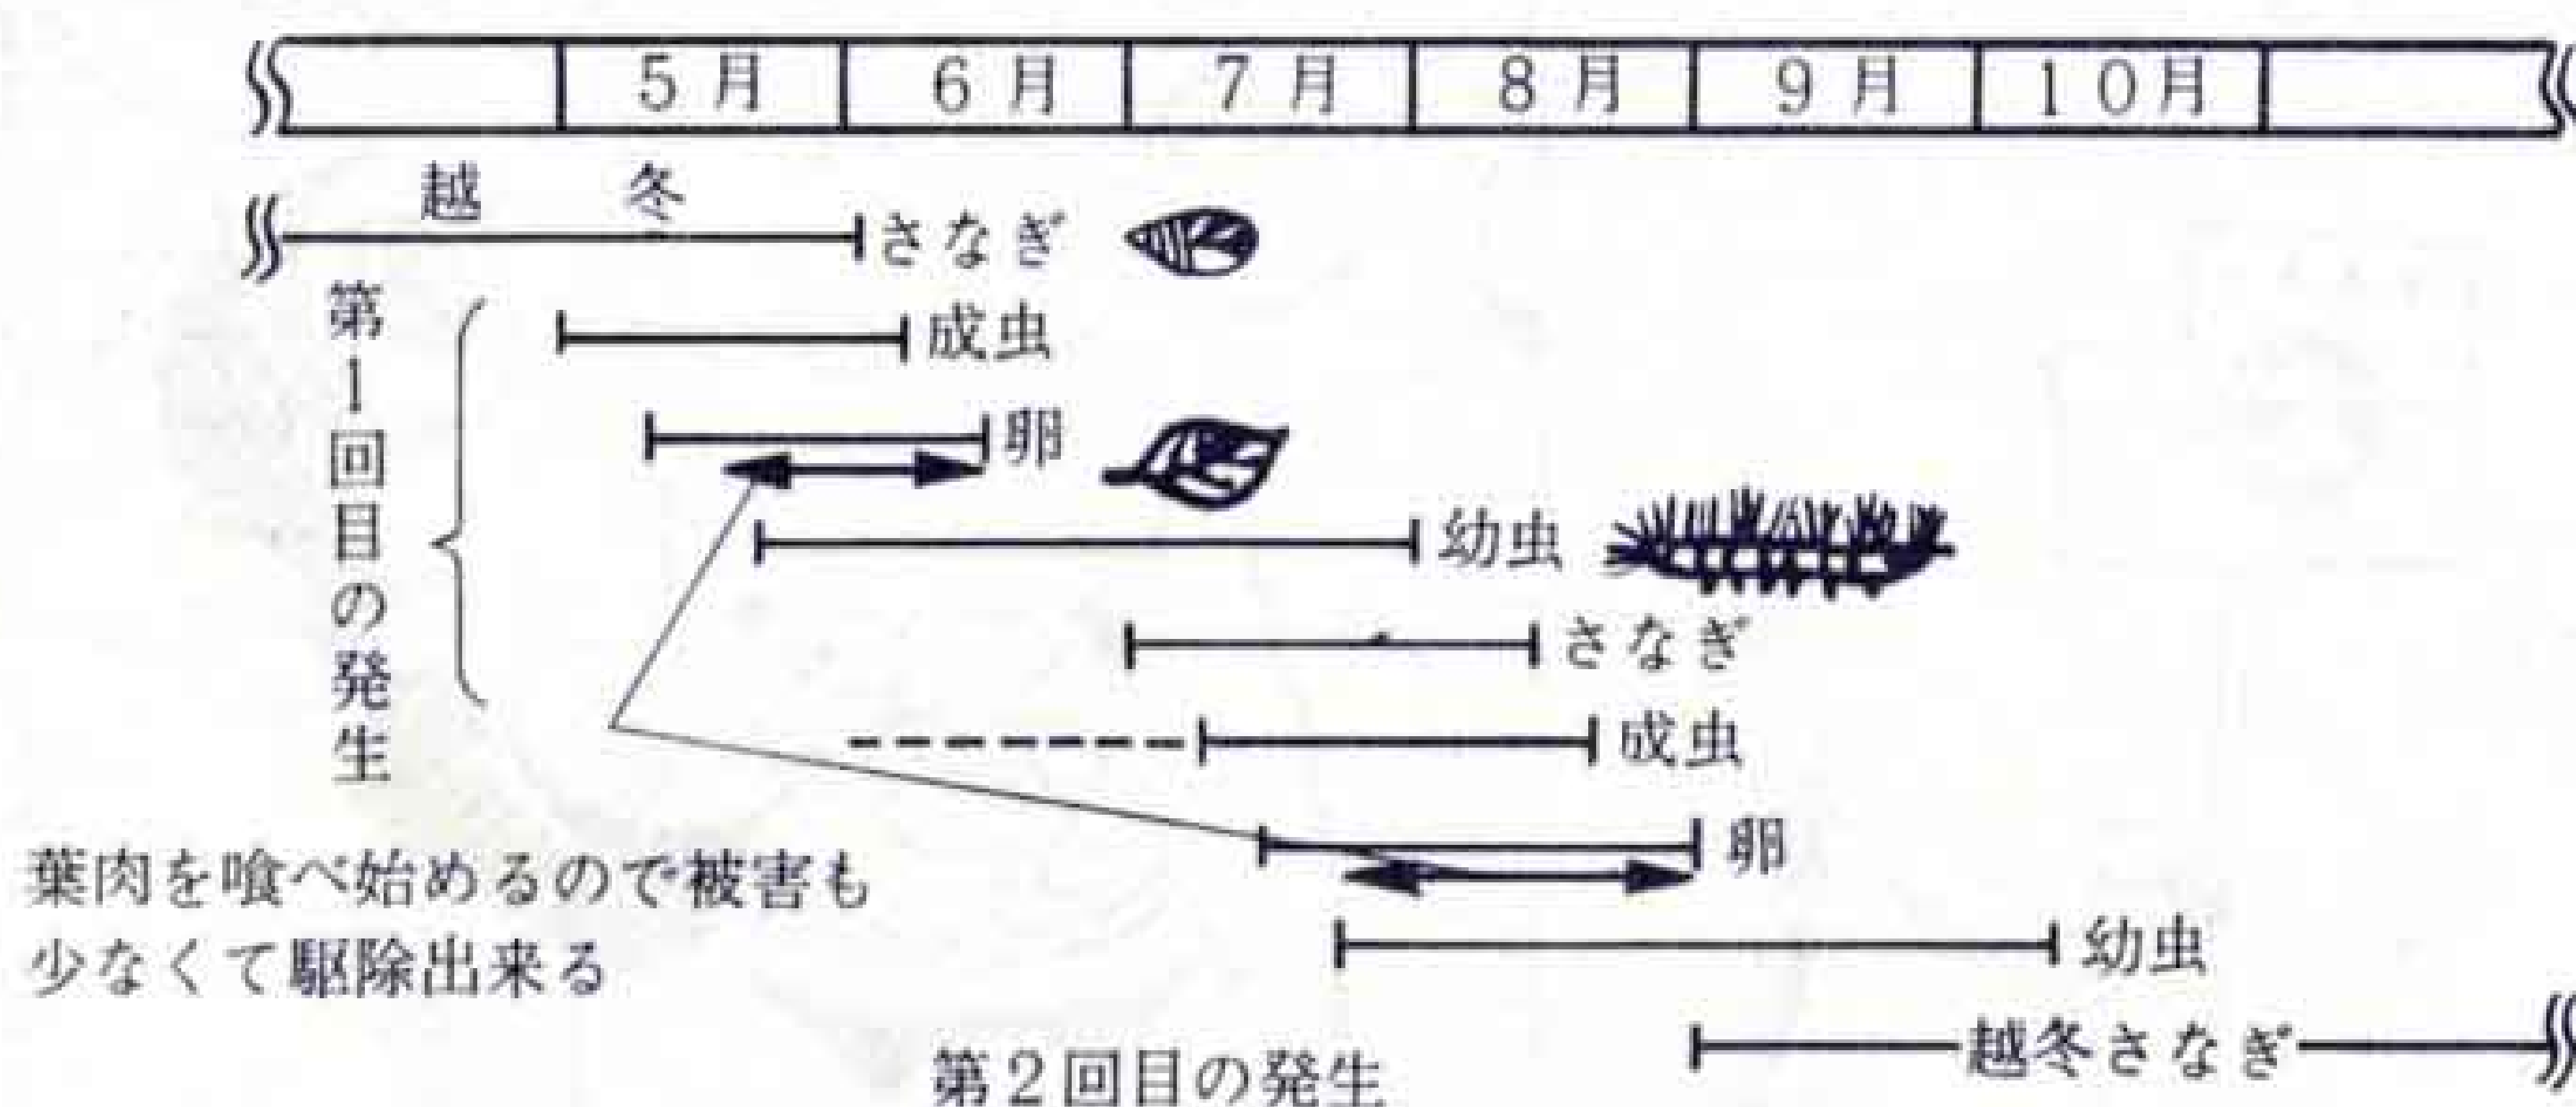 5月 6月 7月 8月 9月 10月
越冬
さなぎ
第1回目の発生
成虫
卵
幼虫
さなぎ
成虫
卵
葉肉を喰べ始めるので被害も
少なくて駆除出来る
幼虫
越冬さなぎ
第2回目の発生